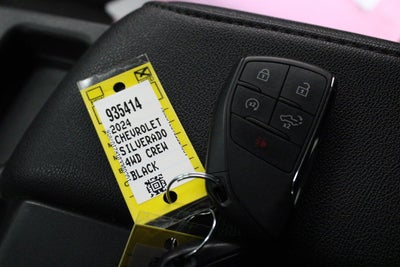 935414
2024
CHEVROLET
SILVERADO
4WD CREW
BLACK